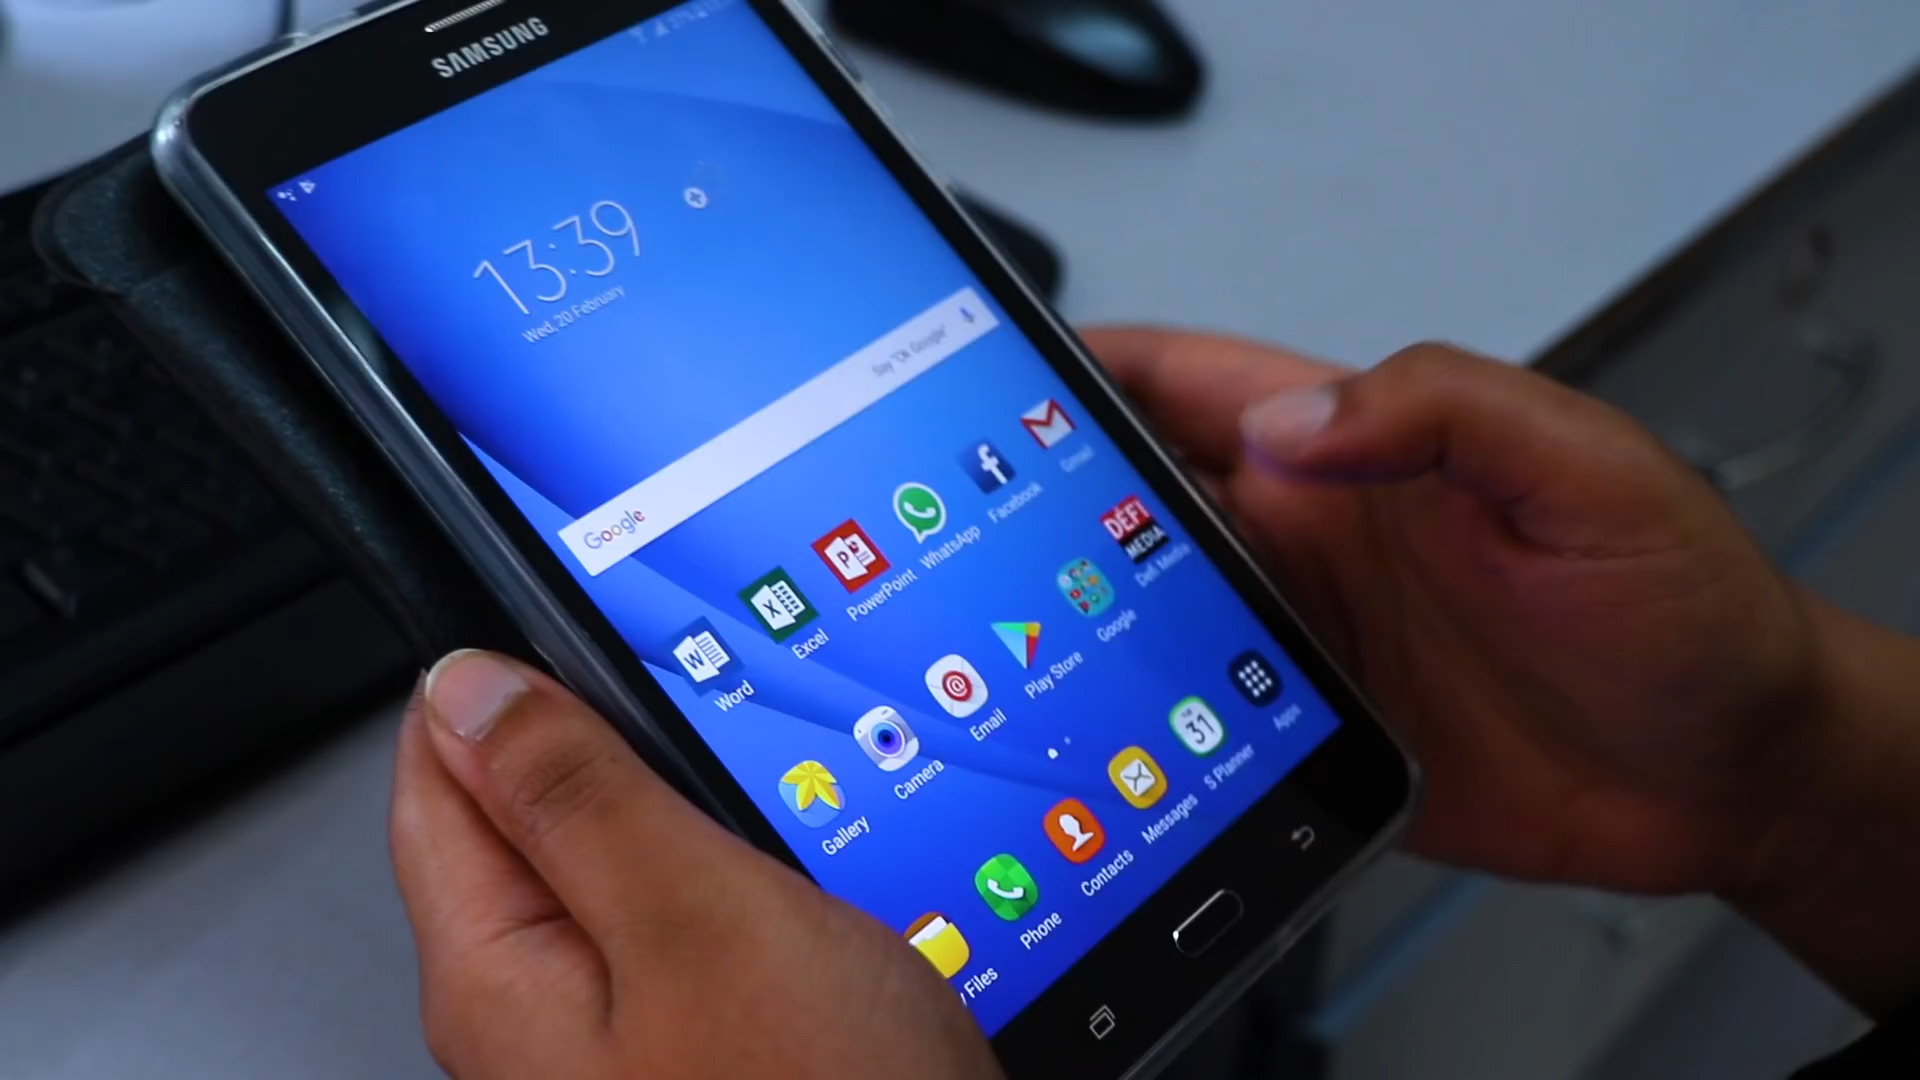 SAMSUNG
13:39
Wed, 20 February
Google
Say "Ok Google"
Word
Excel
PowerPoint
WhatsApp
Facebook
Gmail
Gallery
Camera
Email
Play Store
Google
DÉFI
MEDIA
Defi Media
Files
Phone
Contacts
Messages
31
S Planner
Apps